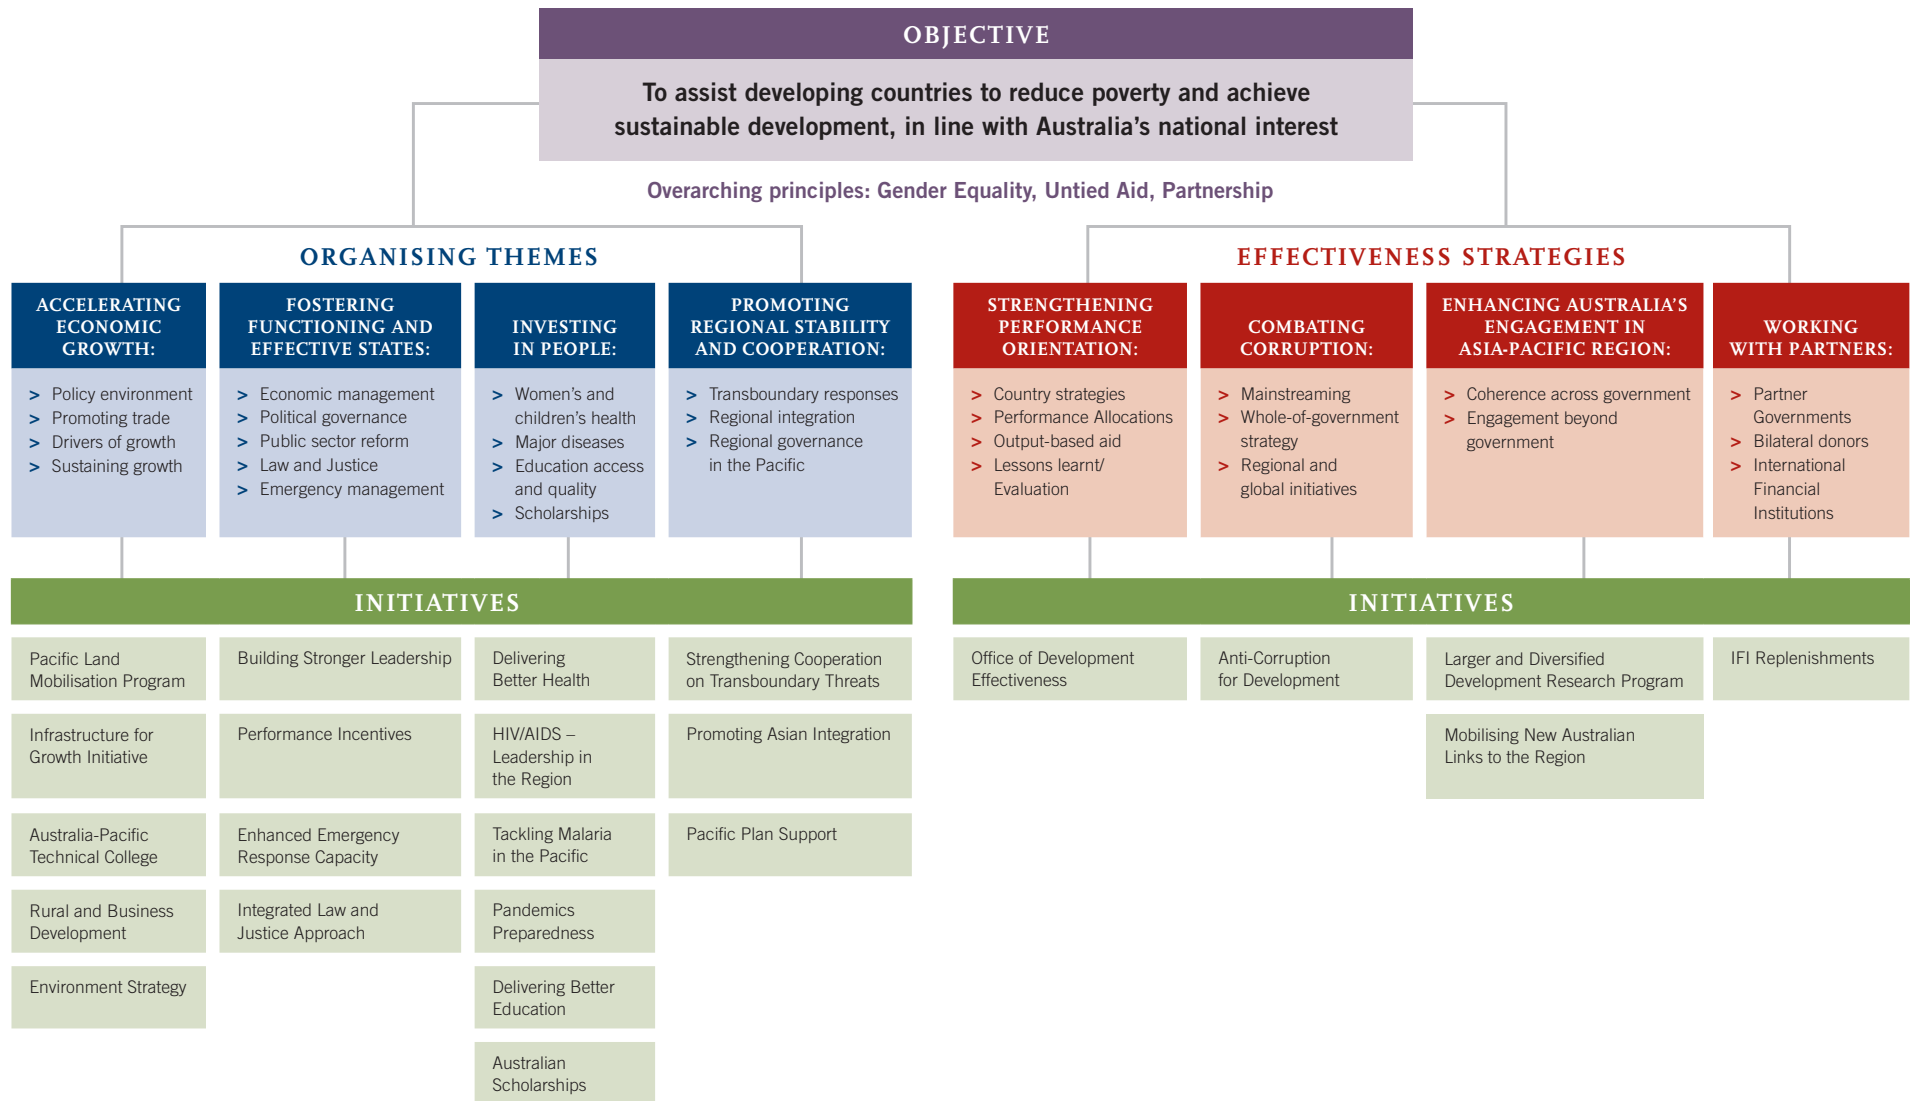 OBJECTIVE
To assist developing countries to reduce poverty and achieve
sustainable development, in line with Australia's national interest
Overarching principles: Gender Equality, Untied Aid, Partnership
ORGANISING THEMES
ACCELERATING
ECONOMIC
GROWTH:
> Policy environment
> Promoting trade
> Drivers of growth
> Sustaining growth
FOSTERING
FUNCTIONING AND
EFFECTIVE STATES:
> Economic management
> Political governance
> Public sector reform
> Law and Justice
> Emergency management
INVESTING
IN PEOPLE:
> Women's and
children's health
> Major diseases
> Education access
and quality
> Scholarships
PROMOTING
REGIONAL STABILITY
AND COOPERATION:
> Transboundary responses
> Regional integration
> Regional governance
in the Pacific
INITIATIVES
Pacific Land
Mobilisation Program
Infrastructure for
Growth Initiative
Australia-Pacific
Technical College
Rural and Business
Development
Environment Strategy
Building Stronger Leadership
Performance Incentives
Enhanced Emergency
Response Capacity
Integrated Law and
Justice Approach
Delivering
Better Health
HIV/AIDS –
Leadership in
the Region
Tackling Malaria
in the Pacific
Pandemics
Preparedness
Delivering Better
Education
Australian
Scholarships
Strengthening Cooperation
on Transboundary Threats
Promoting Asian Integration
Pacific Plan Support
EFFECTIVENESS STRATEGIES
STRENGTHENING
PERFORMANCE
ORIENTATION:
> Country strategies
> Performance Allocations
> Output-based aid
> Lessons learnt/
Evaluation
COMBATING
CORRUPTION:
> Mainstreaming
> Whole-of-government
strategy
> Regional and
global initiatives
ENHANCING AUSTRALIA'S
ENGAGEMENT IN
ASIA-PACIFIC REGION:
> Coherence across government
> Engagement beyond
government
WORKING
WITH PARTNERS:
> Partner
Governments
> Bilateral donors
> International
Financial
Institutions
INITIATIVES
Office of Development
Effectiveness
Anti-Corruption
for Development
Larger and Diversified
Development Research Program
Mobilising New Australian
Links to the Region
IFI Replenishments